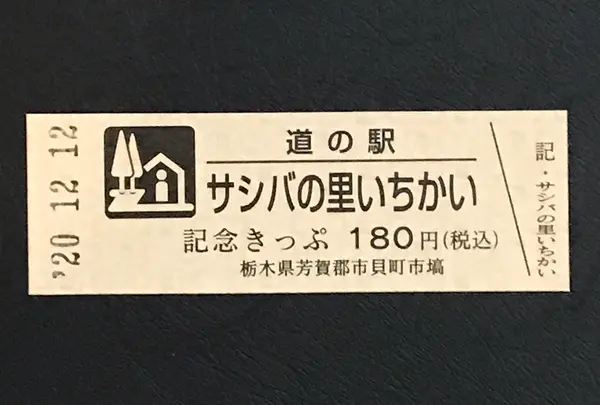 '20 12 12
道の駅
サシバの里いちかい
記念きっぷ 180円(税込)
栃木県芳賀郡市貝町市塙
記・サシバの里いちかい